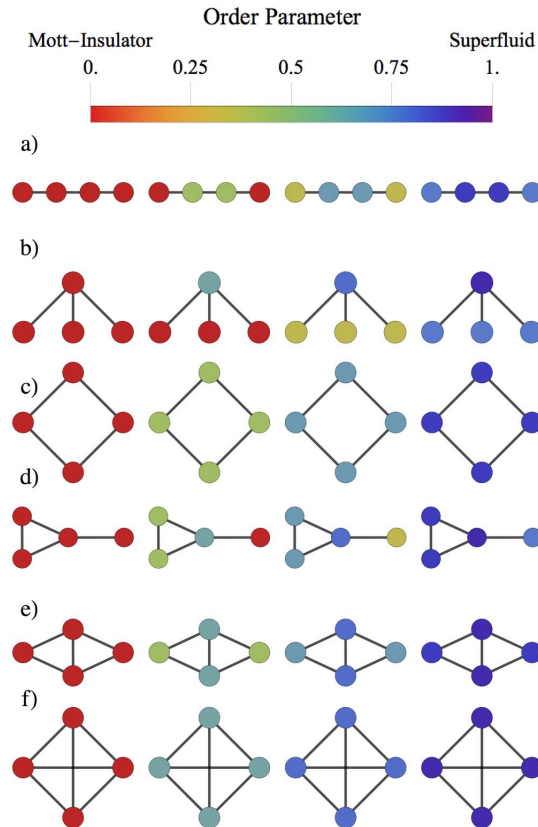 Order Parameter
Mott−Insulator Superfluid
0. 0.25 0.5 0.75 1.
a)
b)
c)
d)
e)
f)